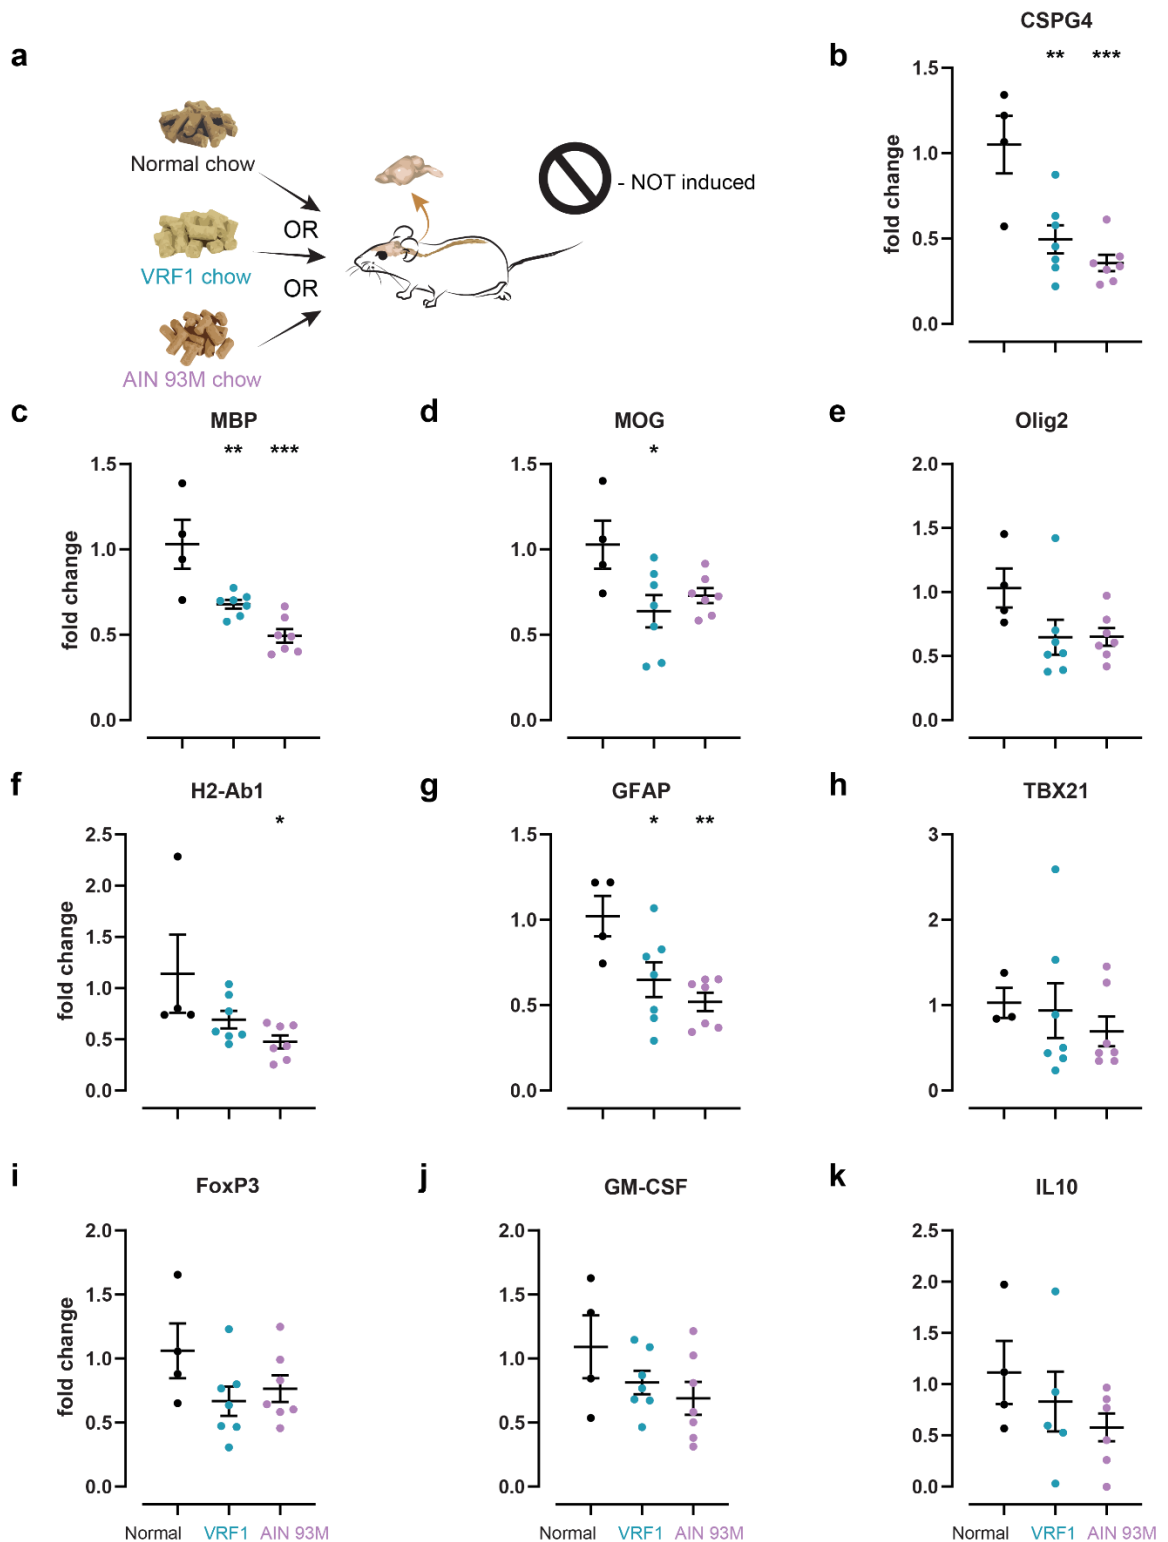 a
Normal chow
OR
VRF1 chow
OR
AIN 93M chow
- NOT induced
b
CSPG4
** ***
fold change
1.5
1.0
0.5
0.0
c
MBP
** ***
fold change
1.5
1.0
0.5
0.0
d
MOG
*
1.5
1.0
0.5
0.0
e
Olig2
2.0
1.5
1.0
0.5
0.0
f
H2-Ab1
*
fold change
2.5
2.0
1.5
1.0
0.5
0.0
g
GFAP
* **
1.5
1.0
0.5
0.0
h
TBX21
3
2
1
0
i
FoxP3
fold change
2.0
1.5
1.0
0.5
0.0
Normal VRF1 AIN 93M
j
GM-CSF
2.0
1.5
1.0
0.5
0.0
Normal VRF1 AIN 93M
k
IL10
2.5
2.0
1.5
1.0
0.5
0.0
Normal VRF1 AIN 93M